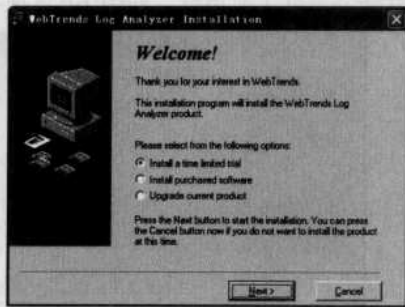 WebTrends Log Analyzer Installation
Welcome!
Thank you for your interest in WebTrends.
This installation program will install the WebTrends Log
Analyzer product.
Please select from the following options:
Install a time limited trial
Install purchased software
Upgrade current product
Press the Next button to start the installation. You can press
the Cancel button now if you do not want to install the product
at this time.
Next >
Cancel